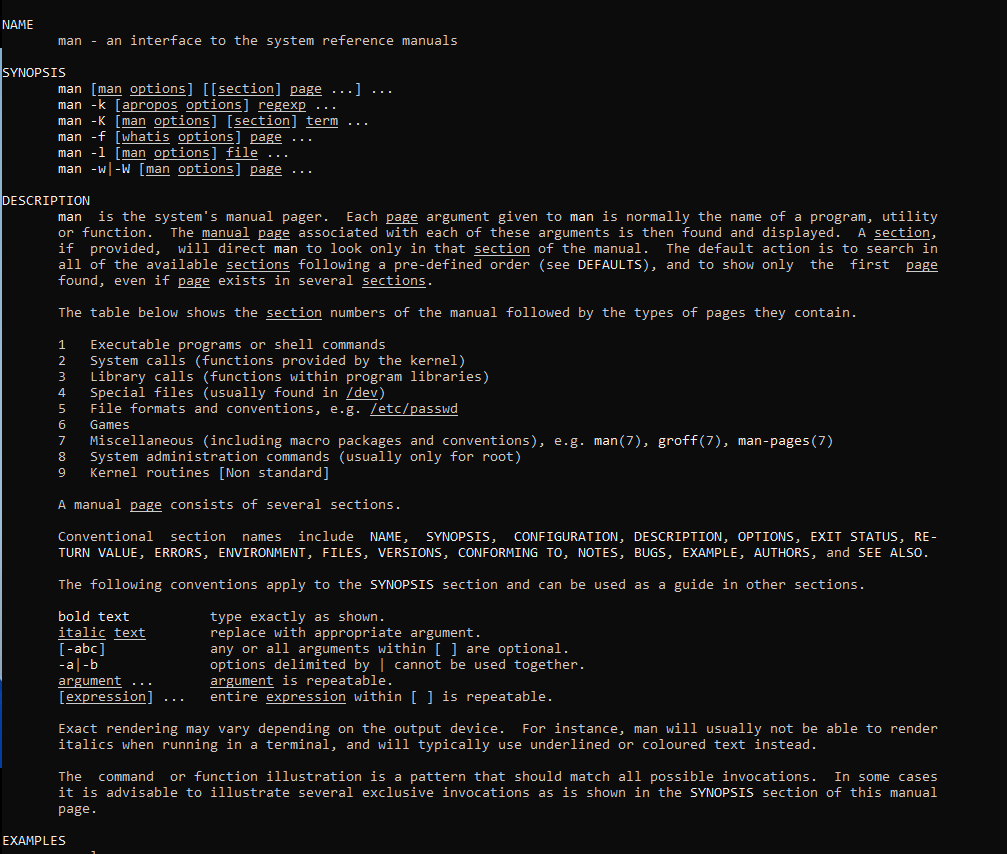 NAME
man - an interface to the system reference manuals
SYNOPSIS
man [man options] [[section] page ...] ...
man -k [apropos options] regexp ...
man -K [man options] [section] term ...
man -f [whatis options] page ...
man -l [man options] file ...
man -w|-W [man options] page ...
DESCRIPTION
man  is the system's manual pager.  Each page argument given to man is normally the name of a program, utility
or function.  The manual page associated with each of these arguments is then found and displayed.  A section,
if  provided,  will direct man to look only in that section of the manual.  The default action is to search in
all of the available sections following a pre-defined order (see DEFAULTS), and to show only  the  first  page
found, even if page exists in several sections.
The table below shows the section numbers of the manual followed by the types of pages they contain.
1   Executable programs or shell commands
2   System calls (functions provided by the kernel)
3   Library calls (functions within program libraries)
4   Special files (usually found in /dev)
5   File formats and conventions, e.g. /etc/passwd
6   Games
7   Miscellaneous (including macro packages and conventions), e.g. man(7), groff(7), man-pages(7)
8   System administration commands (usually only for root)
9   Kernel routines [Non standard]
A manual page consists of several sections.
Conventional  section  names  include  NAME,  SYNOPSIS,  CONFIGURATION, DESCRIPTION, OPTIONS, EXIT STATUS, RE-
TURN VALUE, ERRORS, ENVIRONMENT, FILES, VERSIONS, CONFORMING TO, NOTES, BUGS, EXAMPLE, AUTHORS, and SEE ALSO.
The following conventions apply to the SYNOPSIS section and can be used as a guide in other sections.
bold text          type exactly as shown.
italic text        replace with appropriate argument.
[-abc]             any or all arguments within [ ] are optional.
-a|-b              options delimited by | cannot be used together.
argument ...       argument is repeatable.
[expression] ...   entire expression within [ ] is repeatable.
Exact rendering may vary depending on the output device.  For instance, man will usually not be able to render
italics when running in a terminal, and will typically use underlined or coloured text instead.
The  command  or function illustration is a pattern that should match all possible invocations.  In some cases
it is advisable to illustrate several exclusive invocations as is shown in the SYNOPSIS section of this manual
page.
EXAMPLES